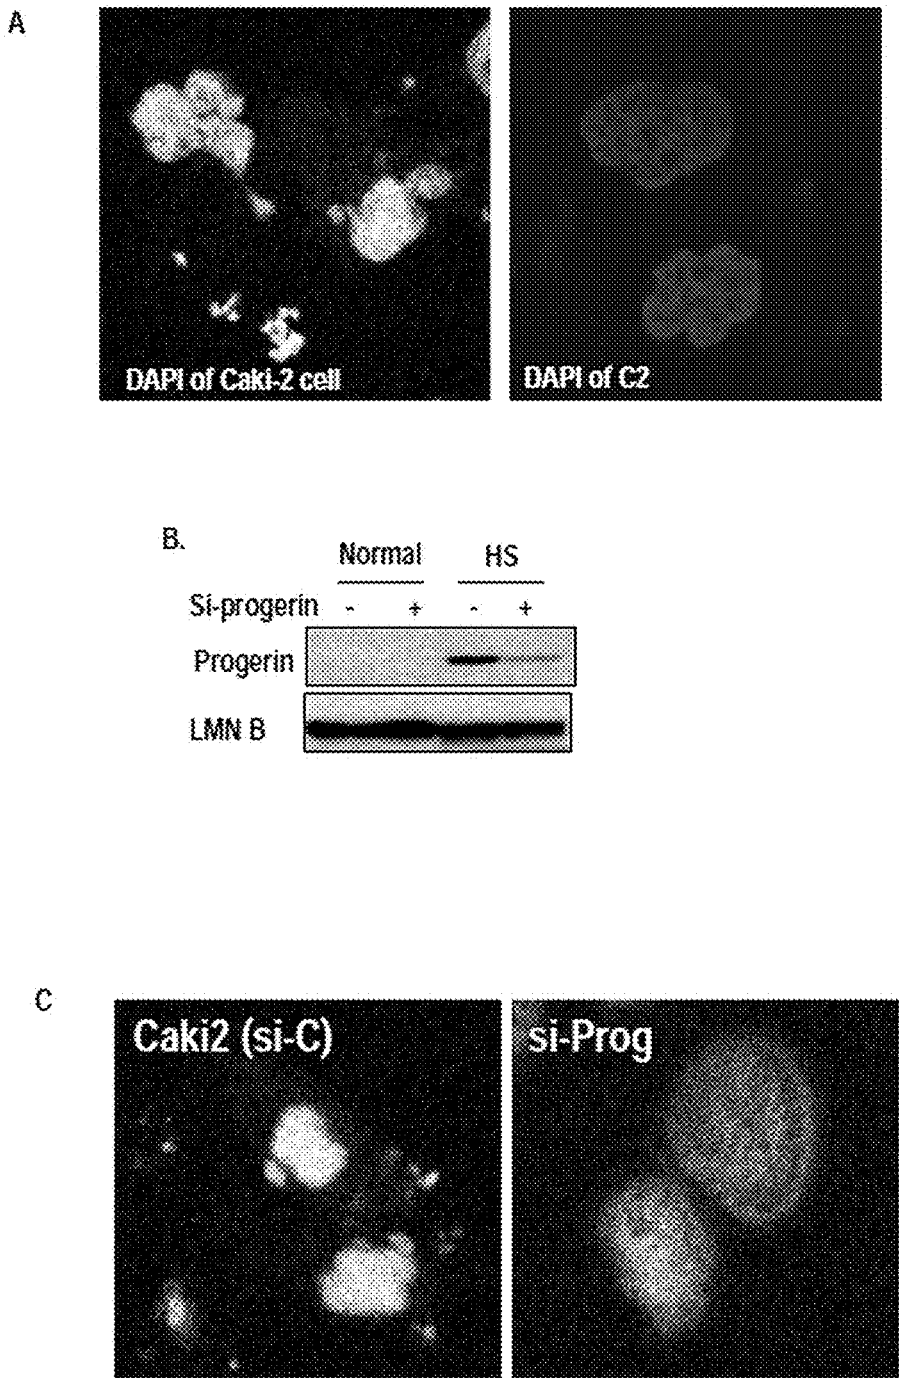 A
DAPI of Caki-2 cell
DAPI of C2
B.
Normal HS
Si-progerin - + - +
Progerin
LMN B
C
Caki2 (si-C)
si-Prog